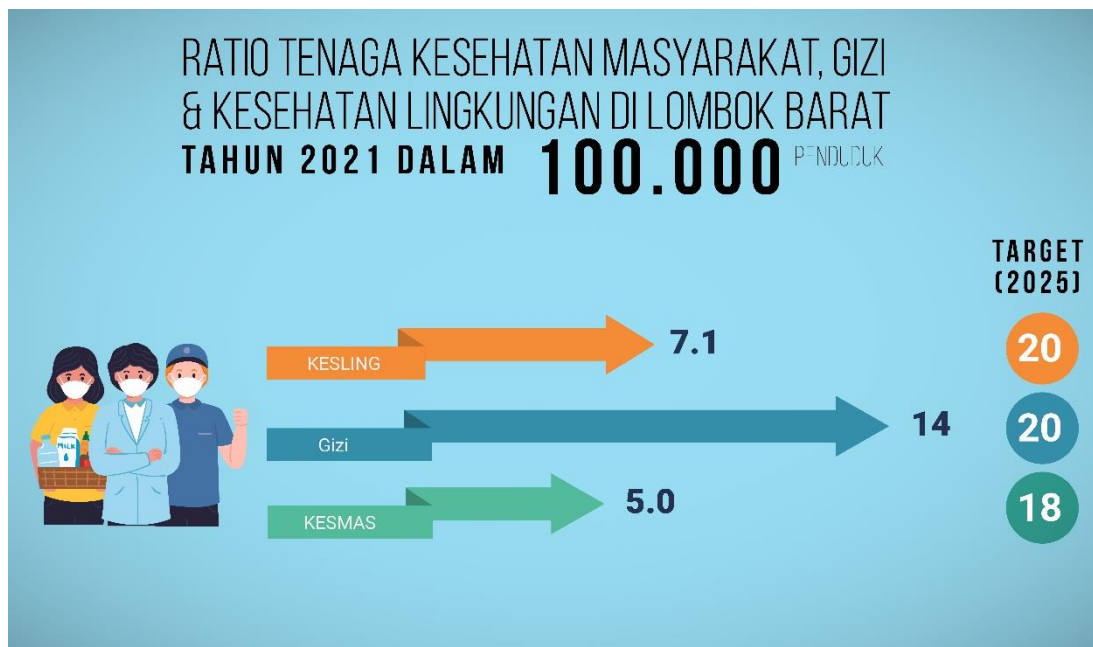 RATIO TENAGA KESEHATAN MASYARAKAT, GIZI
& KESEHATAN LINGKUNGAN DI LOMBOK BARAT
TAHUN 2021 DALAM 100.000 PENDUDUK
TARGET
(2025)
KESLING 7.1 20
MILK
Gizi 14 20
KESMAS 5.0 18